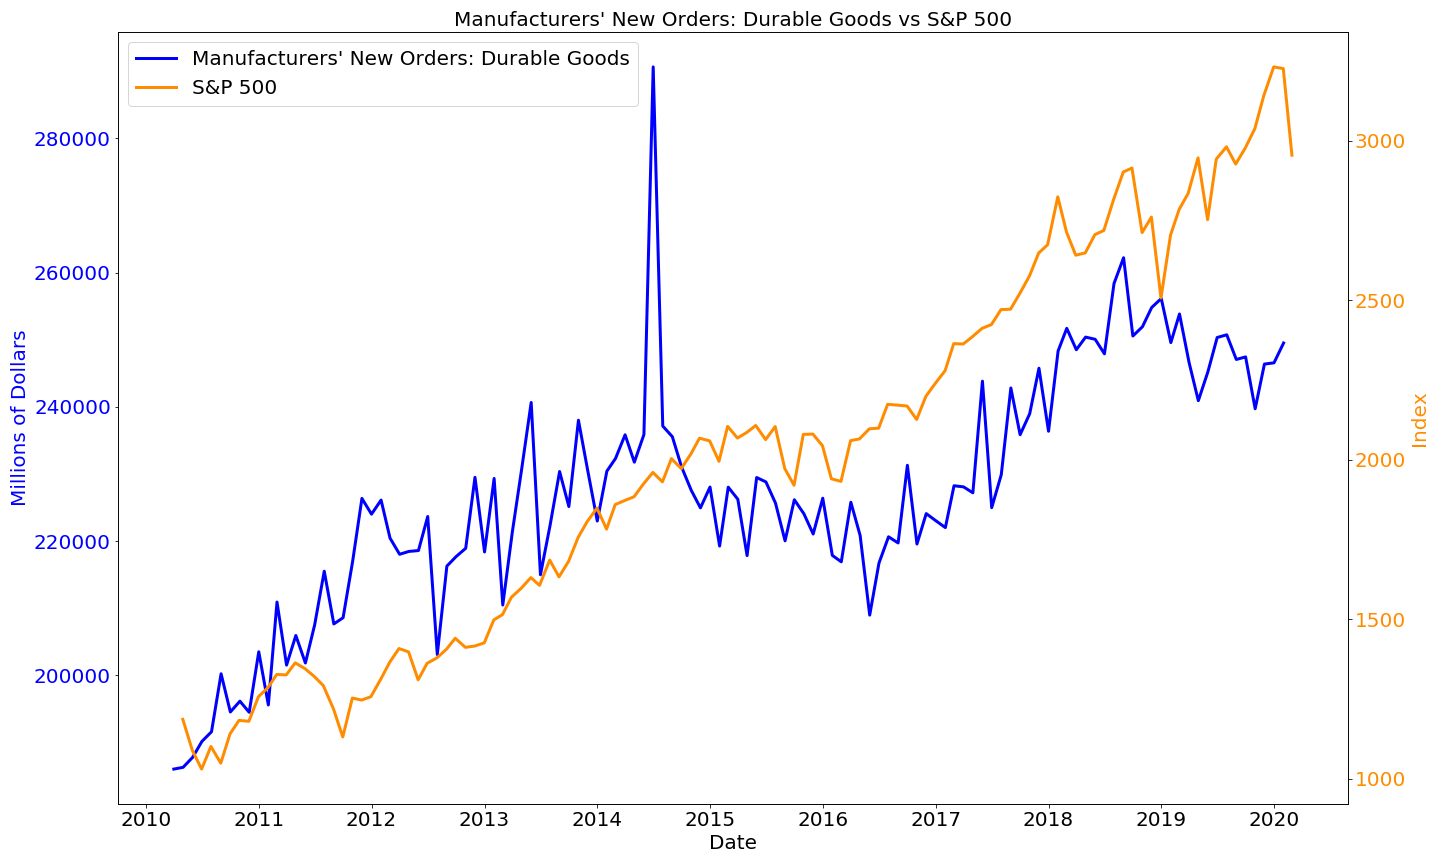 Manufacturers' New Orders: Durable Goods vs S&P 500
Manufacturers' New Orders: Durable Goods
S&P 500
Millions of Dollars
280000
260000
240000
220000
200000
3000
2500
2000
1500
1000
Index
2010 2011 2012 2013 2014 2015 2016 2017 2018 2019 2020
Date